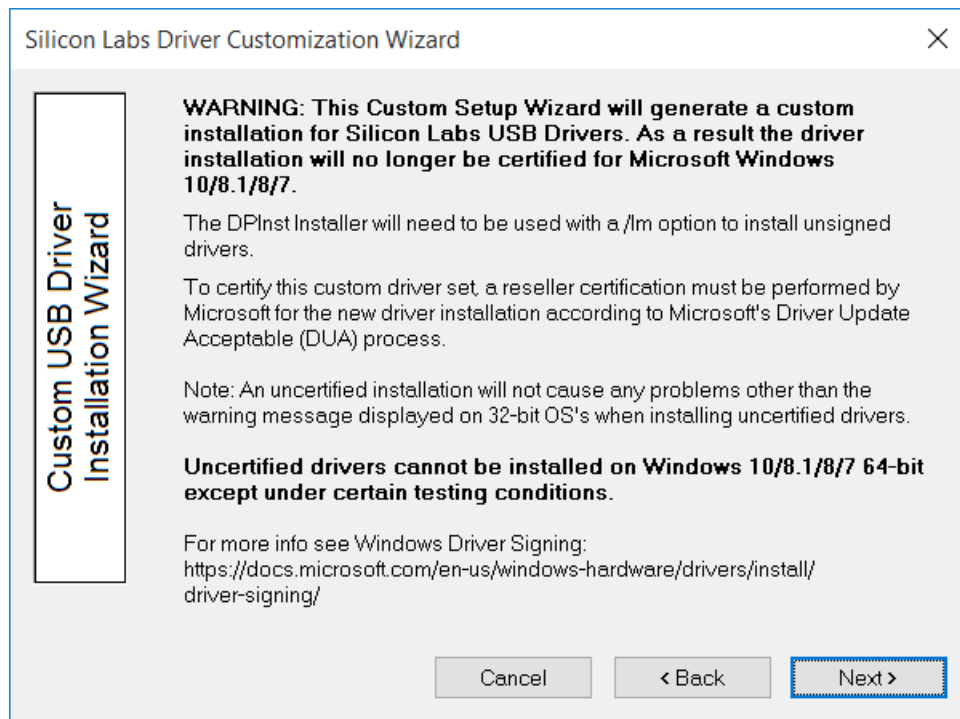 Silicon Labs Driver Customization Wizard
Custom USB Driver
Installation Wizard
WARNING: This Custom Setup Wizard will generate a custom
installation for Silicon Labs USB Drivers. As a result the driver
installation will no longer be certified for Microsoft Windows
10/8.1/8/7.
The DPInst Installer will need to be used with a /lm option to install unsigned
drivers.
To certify this custom driver set, a reseller certification must be performed by
Microsoft for the new driver installation according to Microsoft's Driver Update
Acceptable (DUA) process.
Note: An uncertified installation will not cause any problems other than the
warning message displayed on 32-bit OS's when installing uncertified drivers.
Uncertified drivers cannot be installed on Windows 10/8.1/8/7 64-bit
except under certain testing conditions.
For more info see Windows Driver Signing:
https://docs.microsoft.com/en-us/windows-hardware/drivers/install/
driver-signing/
Cancel
< Back
Next >